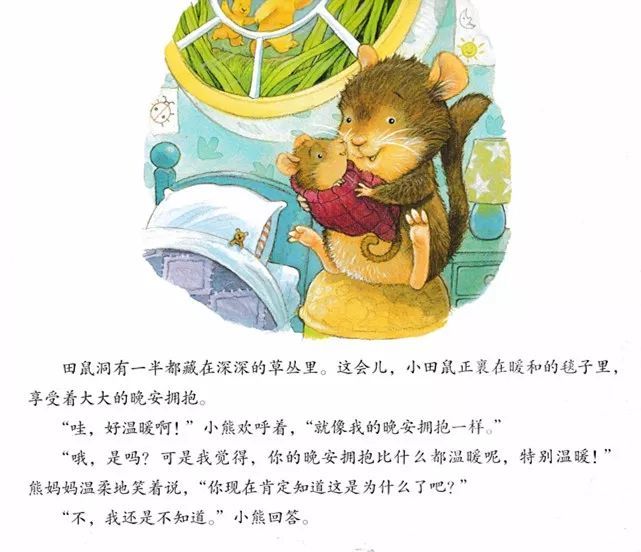 田鼠洞有一半都藏在深深的草丛里。这会儿，小田鼠正裹在暖和的毯子里，
享受着大大的晚安拥抱。
“哇，好温暖啊！”小熊欢呼着，“就像我的晚安拥抱一样。”
“哦，是吗？可是我觉得，你的晚安拥抱比什么都温暖呢，特别温暖！”
熊妈妈温柔地笑着说，“你现在肯定知道这是为什么了吧？”
“不，我还是不知道。”小熊回答。